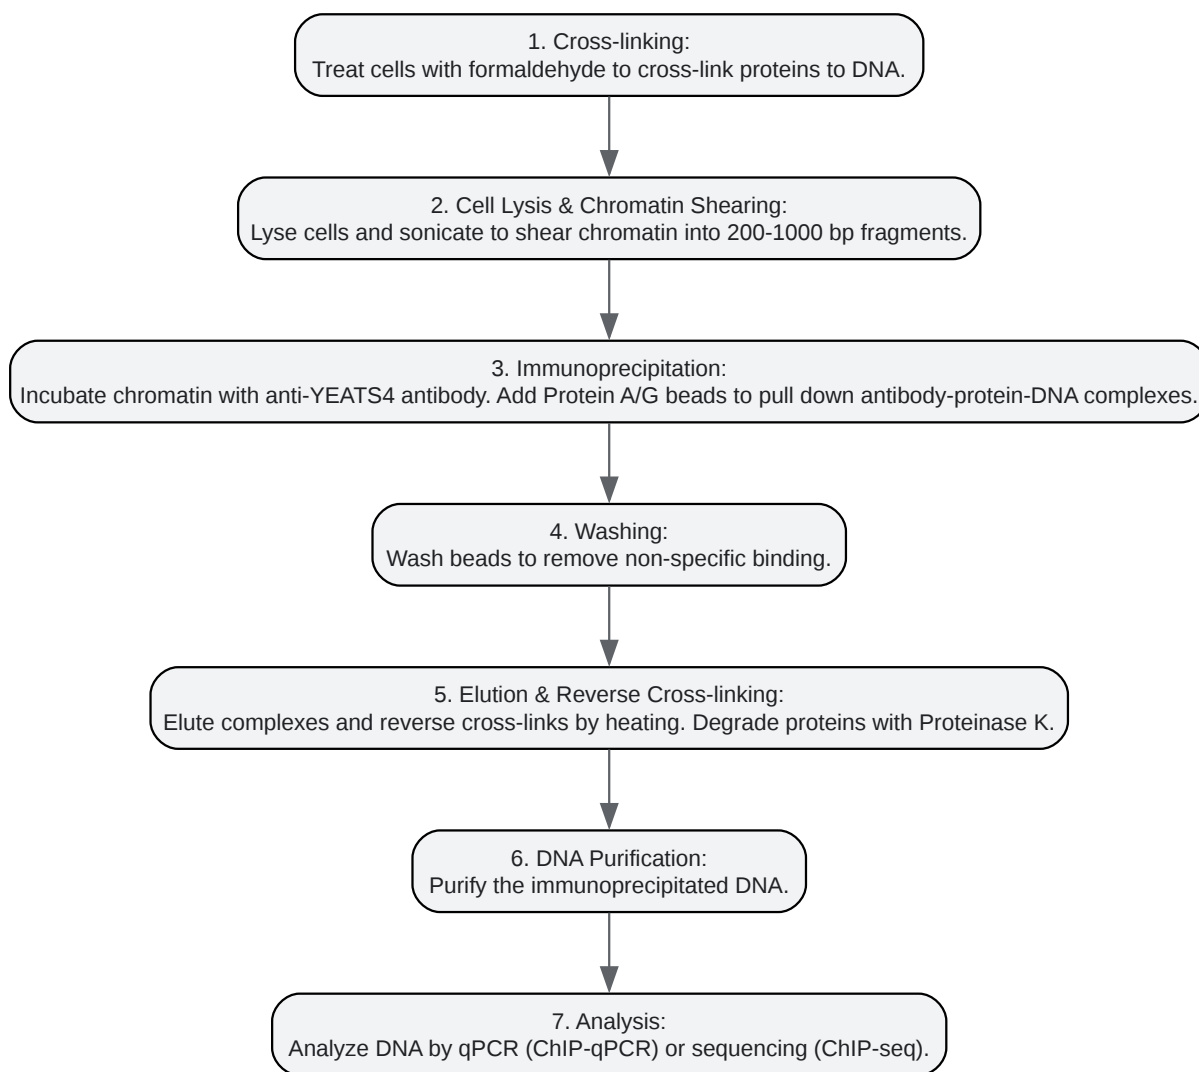 1. Cross-linking:
Treat cells with formaldehyde to cross-link proteins to DNA.
2. Cell Lysis & Chromatin Shearing:
Lyse cells and sonicate to shear chromatin into 200-1000 bp fragments.
3. Immunoprecipitation:
Incubate chromatin with anti-YEATS4 antibody. Add Protein A/G beads to pull down antibody-protein-DNA complexes.
4. Washing:
Wash beads to remove non-specific binding.
5. Elution & Reverse Cross-linking:
Elute complexes and reverse cross-links by heating. Degrade proteins with Proteinase K.
6. DNA Purification:
Purify the immunoprecipitated DNA.
7. Analysis:
Analyze DNA by qPCR (ChIP-qPCR) or sequencing (ChIP-seq).